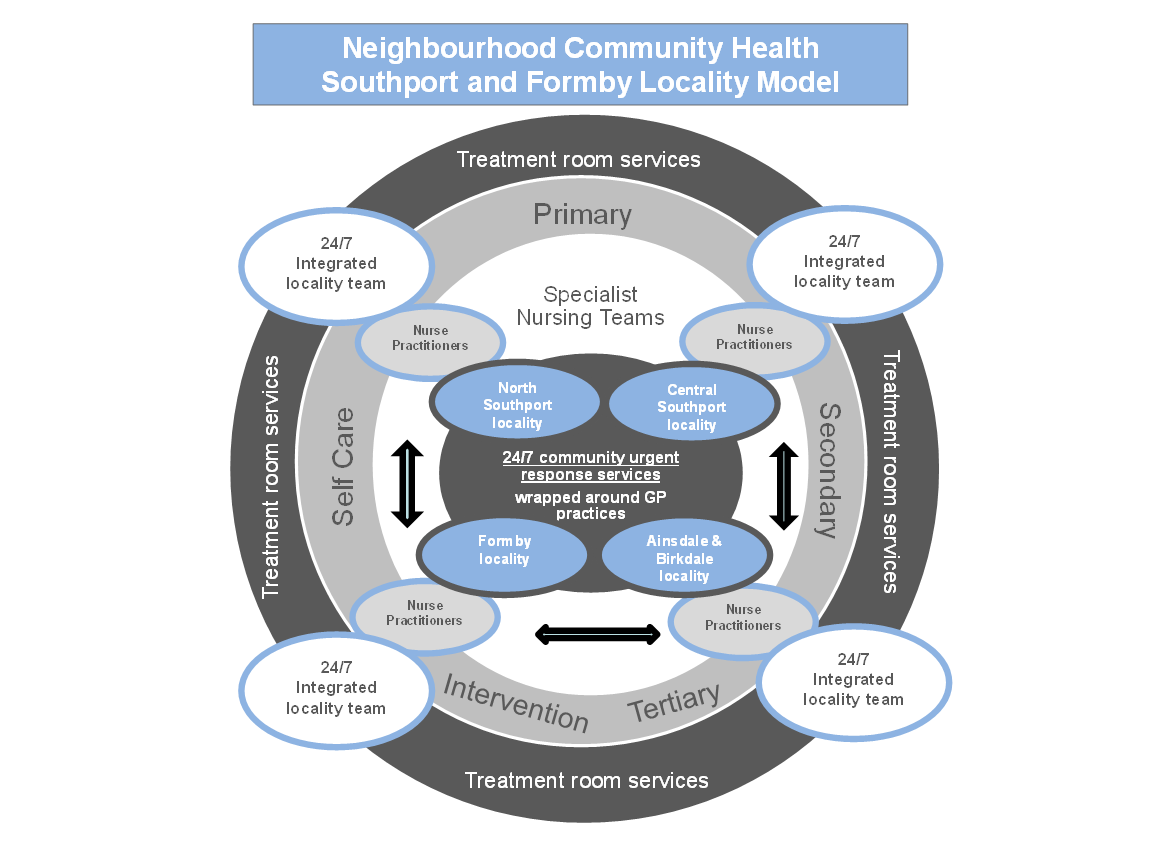 Neighbourhood Community Health
Southport and Formby Locality Model
Treatment room services
Primary
24/7
Integrated
locality team
24/7
Integrated
locality team
Specialist
Nursing Teams
Nurse
Practitioners
Nurse
Practitioners
North
Southport
locality
Central
Southport
locality
Treatment room services
Self Care
Secondary
Treatment room services
24/7 community urgent
response services
wrapped around GP
practices
Formby
locality
Ainsdale &
Birkdale
locality
Nurse
Practitioners
Nurse
Practitioners
24/7
Integrated
locality team
24/7
Integrated
locality team
Intervention
Tertiary
Treatment room services